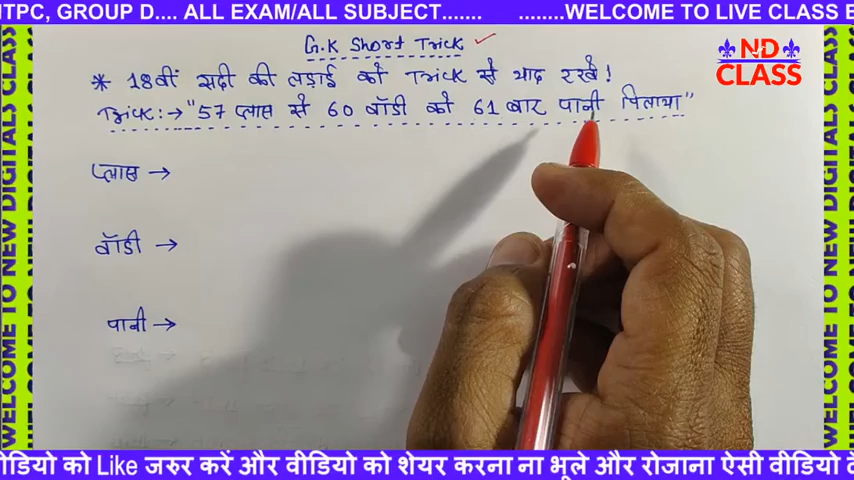 NTPC, GROUP D.... ALL EXAM/ALL SUBJECT....... ........WELCOME TO LIVE CLASS
G.K Short Trick
ND
CLASS
* 18वीं सदी की लड़ाई को Trick से याद रखें!
Trick:→ "57 प्लास से 60 बॉडी को 61 बार पानी पिलाया"
प्लास →
बॉडी →
पानी →
WELCOME TO NEW DIGITALS CLASS
WELCOME TO NEW DIGITALS CLASS
वीडियो को Like जरुर करें और वीडियो को शेयर करना ना भूले और रोजाना ऐसी वीडियो